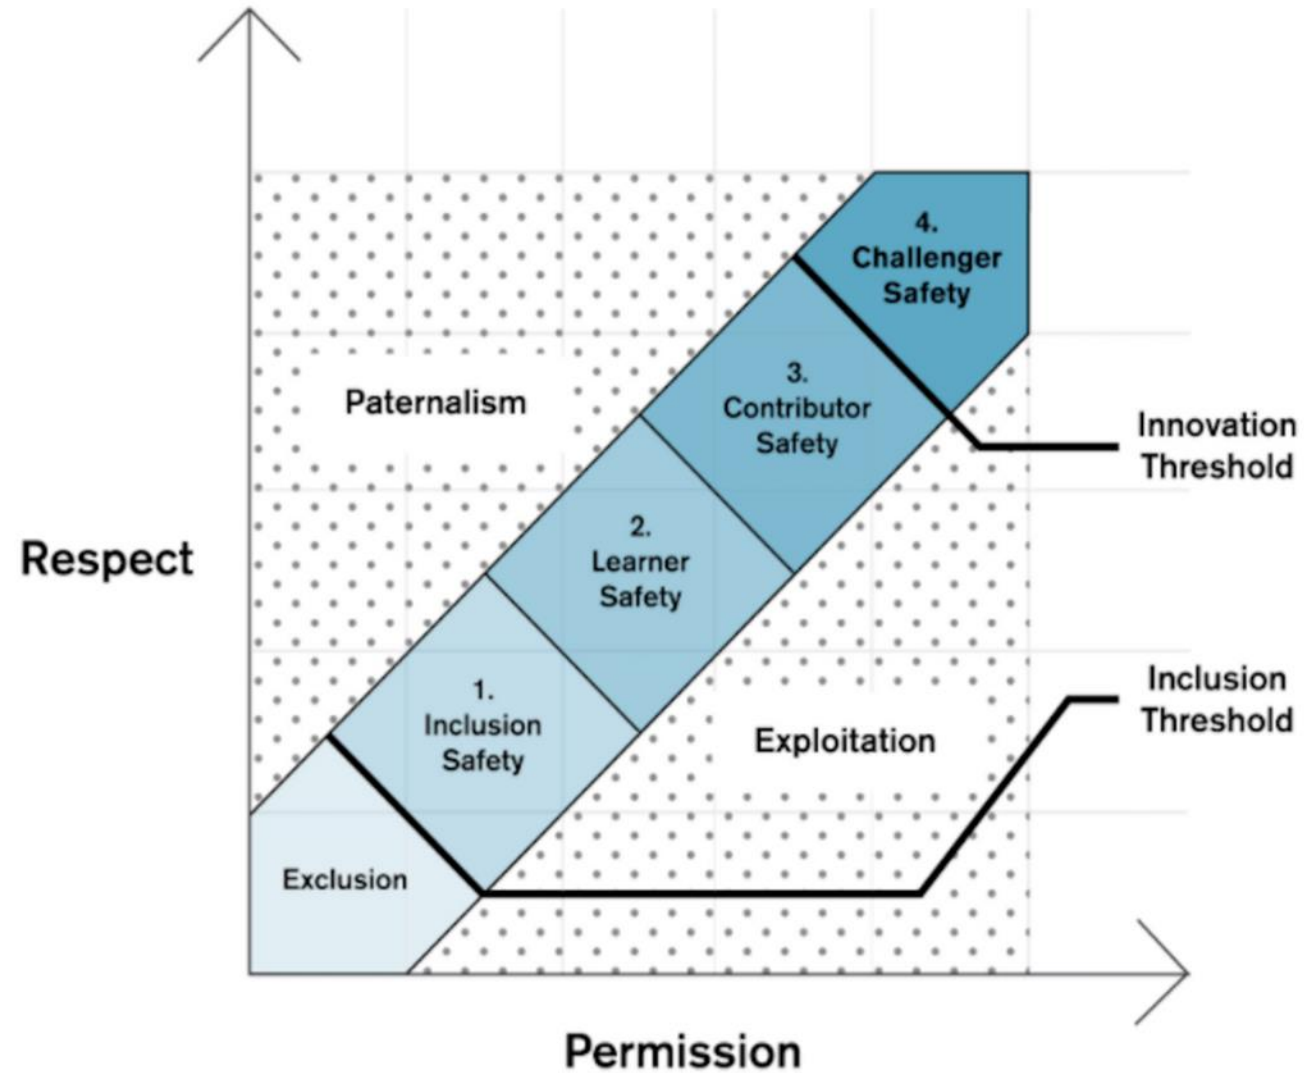 4.
Challenger
Safety
3.
Contributor
Safety
Paternalism
Innovation
Threshold
2.
Learner
Safety
Respect
1.
Inclusion
Safety
Inclusion
Threshold
Exploitation
Exclusion
Permission